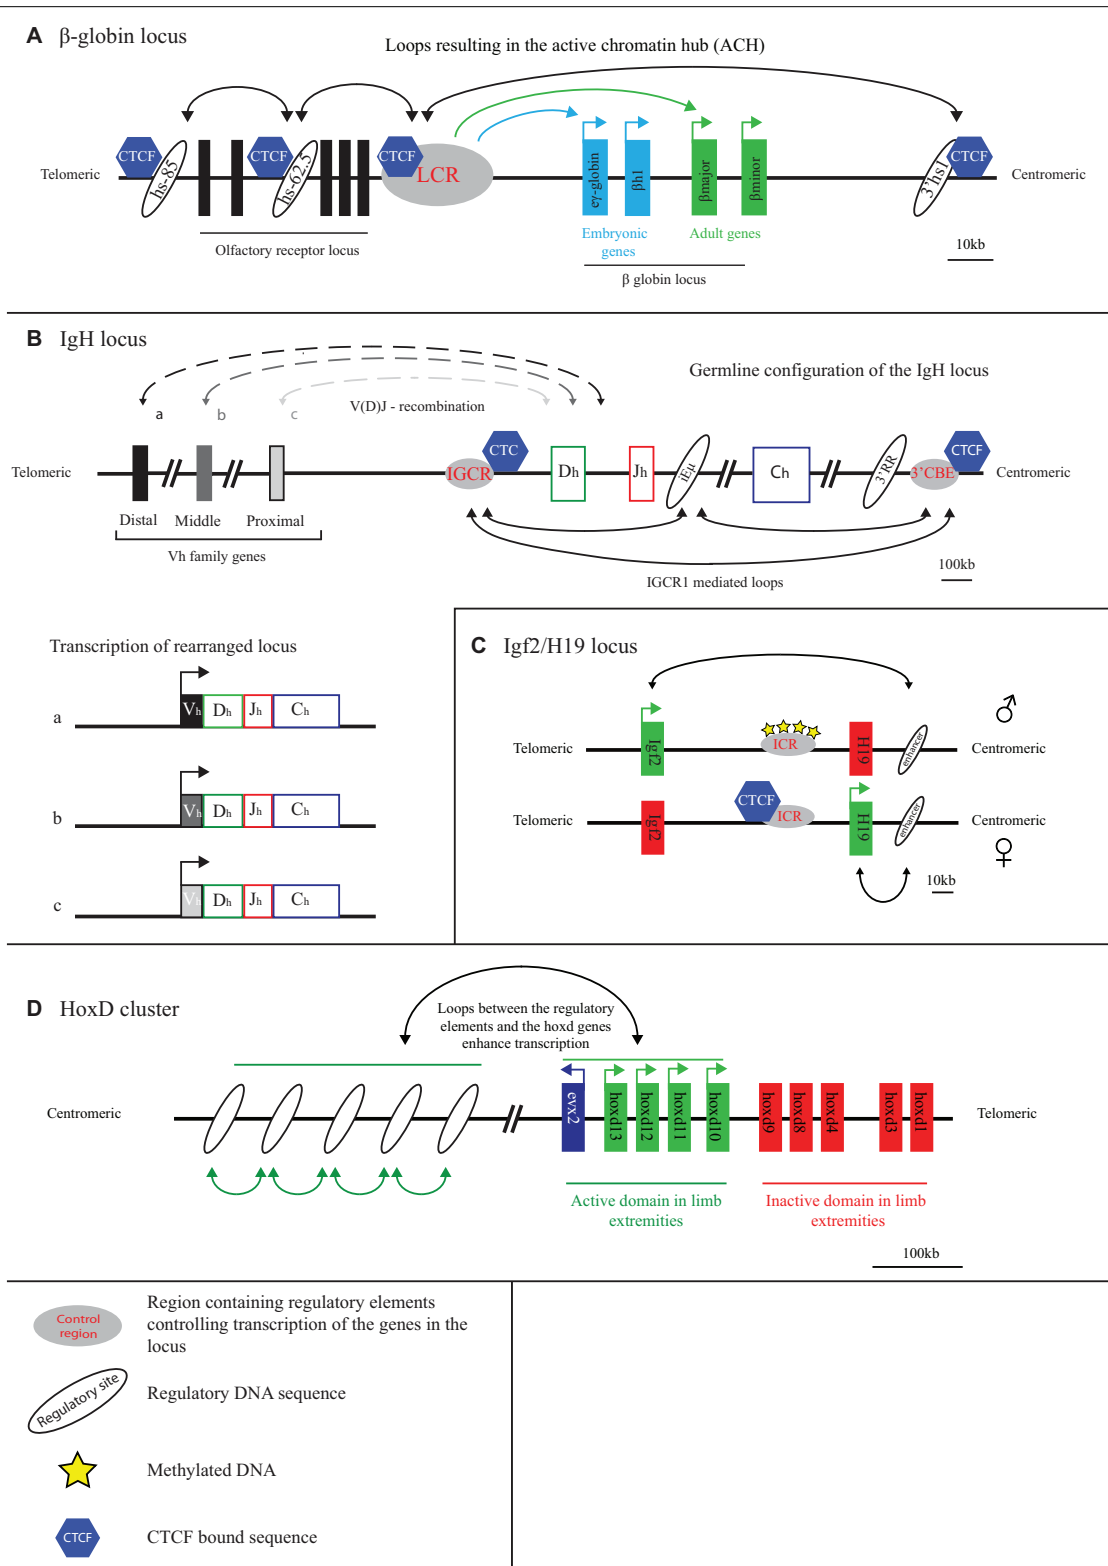 A β-globin locus
Loops resulting in the active chromatin hub (ACH)
CTCF
CTCF
CTCF
CTCF
Telomeric
hs-85
hs-62.5
LCR
eγ-globin
βh1
βmajor
βminor
3'hs1
Centromeric
Olfactory receptor locus
Embryonic
genes
Adult genes
β globin locus
10kb
B IgH locus
Germline configuration of the IgH locus
a
b
c
V(D)J - recombination
Telomeric
IGCR
CTC
Dh
Jh
iEμ
Ch
3'RR
3'CBE
CTCF
Centromeric
Distal
Middle
Proximal
Vh family genes
IGCR1 mediated loops
100kb
Transcription of rearranged locus
a
Vh
Dh
Jh
Ch
b
Vh
Dh
Jh
Ch
c
Vh
Dh
Jh
Ch
C Igf2/H19 locus
Telomeric
Igf2
ICR
H19
enhancer
Centromeric
♂
Telomeric
Igf2
CTCF
ICR
H19
enhancer
Centromeric
♀
10kb
D HoxD cluster
Loops between the regulatory
elements and the hoxd genes
enhance transcription
Centromeric
evx2
hoxd13
hoxd12
hoxd11
hoxd10
hoxd9
hoxd8
hoxd4
hoxd3
hoxd1
Telomeric
Active domain in limb
extremities
Inactive domain in limb
extremities
100kb
Control
region
Region containing regulatory elements
controlling transcription of the genes in the
locus
Regulatory site
Regulatory DNA sequence
Methylated DNA
CTCF
CTCF bound sequence